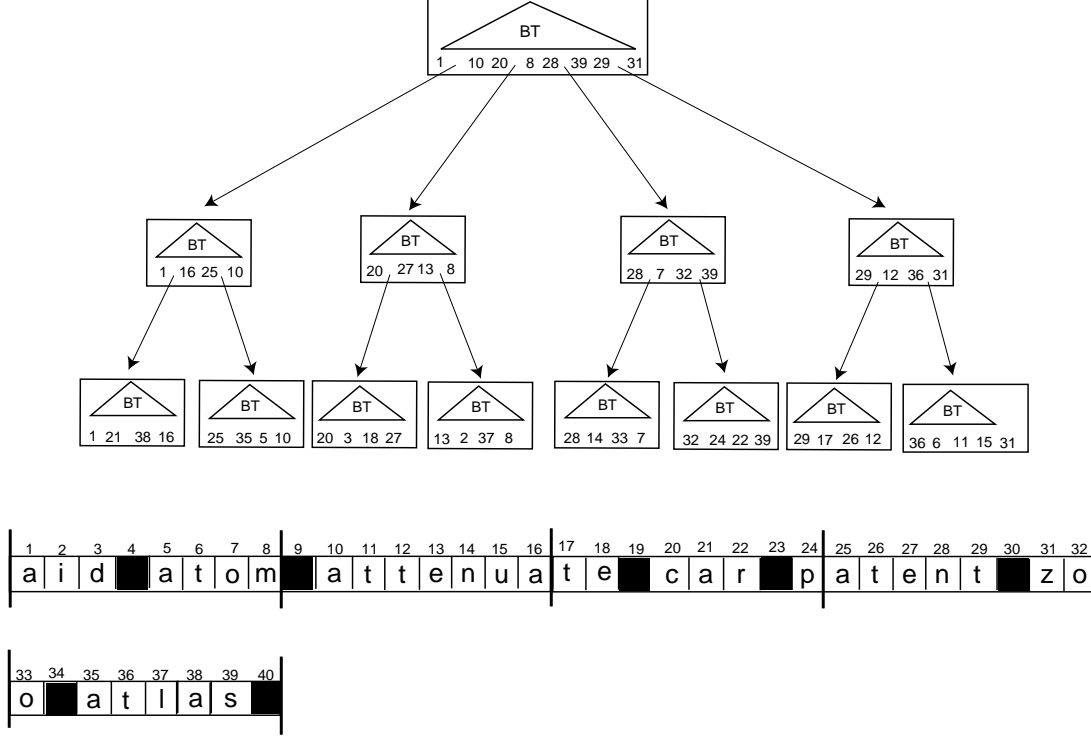 BT
1 10 20 8 28 39 29 31
BT BT BT BT
1 16 25 10 20 27 13 8 28 7 32 39 29 12 36 31
BT BT BT BT BT BT BT BT
1 21 38 16 25 35 5 10 20 3 18 27 13 2 37 8 28 14 33 7 32 24 22 39 29 17 26 12 36 6 11 15 31
1 2 3 4 5 6 7 8 9 10 11 12 13 14 15 16 17 18 19 20 21 22 23 24 25 26 27 28 29 30 31 32
a i d a t o m a t t e n u a t e c a r p a t e n t z o
33 34 35 36 37 38 39 40
o a t l a s